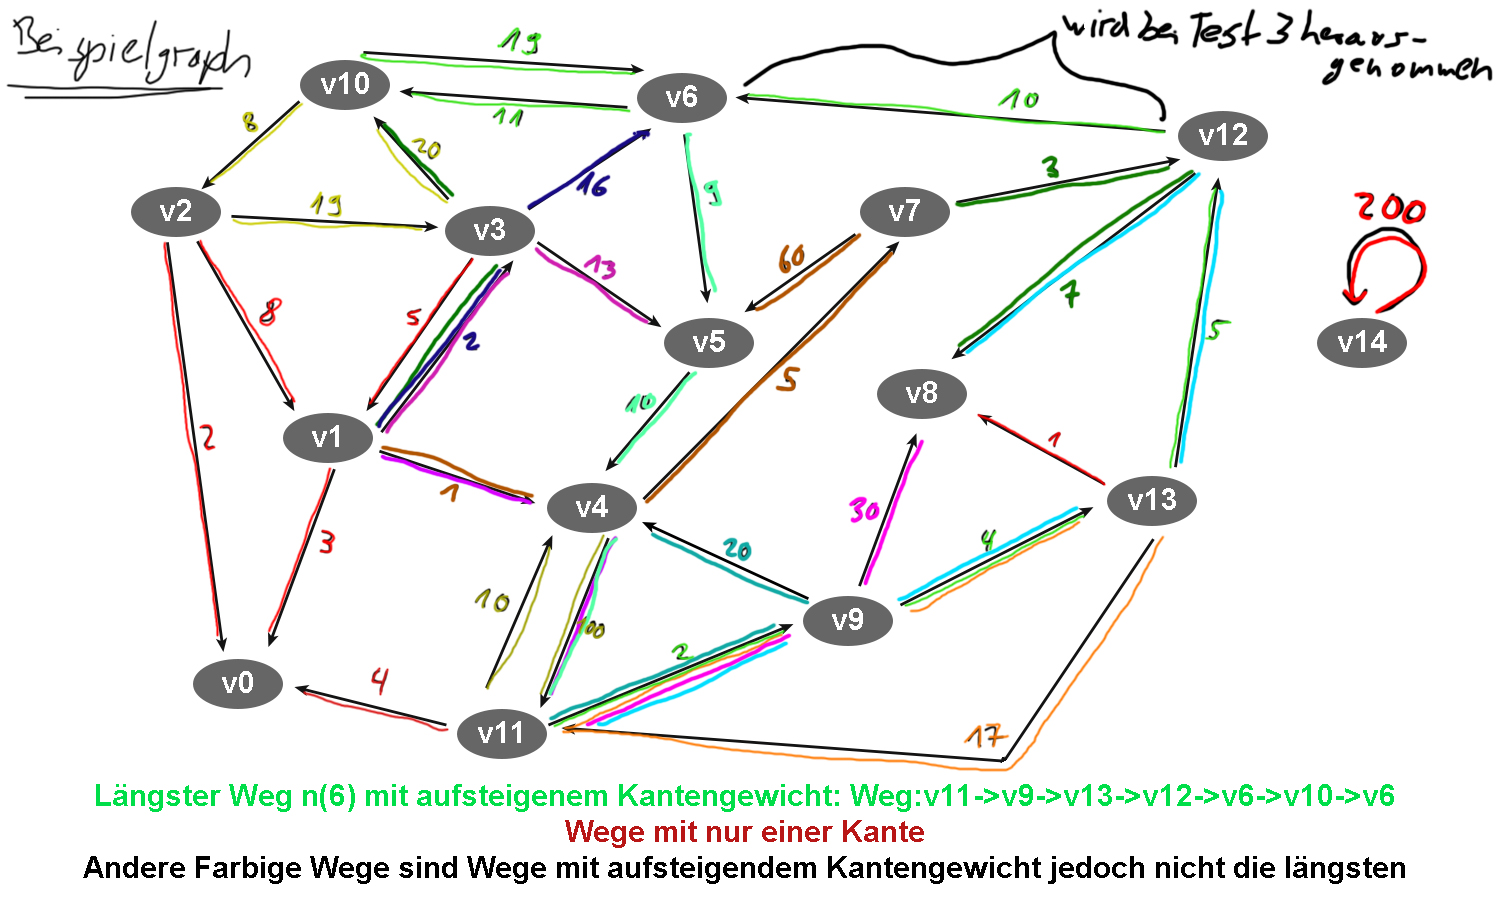 Beispielgraph
wird bei Test 3 heraus-
genommen
19
v10
v6
11
10
v12
8
20
16
9
3
v2
19
v3
v7
200
13
60
7
8
5
2
v5
5
v14
10
5
v8
2
v1
1
1
3
v4
30
v13
20
4
10
100
v9
2
v0
4
v11
17
Längster Weg n(6) mit aufsteigenem Kantengewicht: Weg:v11->v9->v13->v12->v6->v10->v6
Wege mit nur einer Kante
Andere Farbige Wege sind Wege mit aufsteigendem Kantengewicht jedoch nicht die längsten